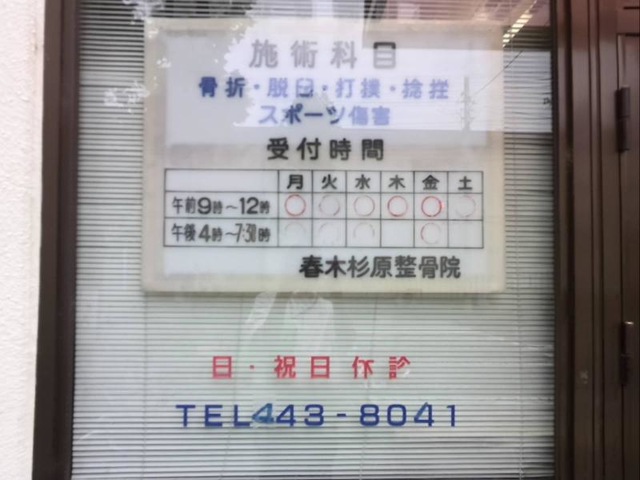 施術科目
骨折・脱臼・打撲・捻挫
スポーツ傷害
受付時間
月 火 水 木 金 土
午前9時～12時 ○ ○ ○ ○ ○ ○
午後4時～7:30時 ○ ○ ○ ○
春木杉原整骨院
日・祝日休診
TEL443-8041